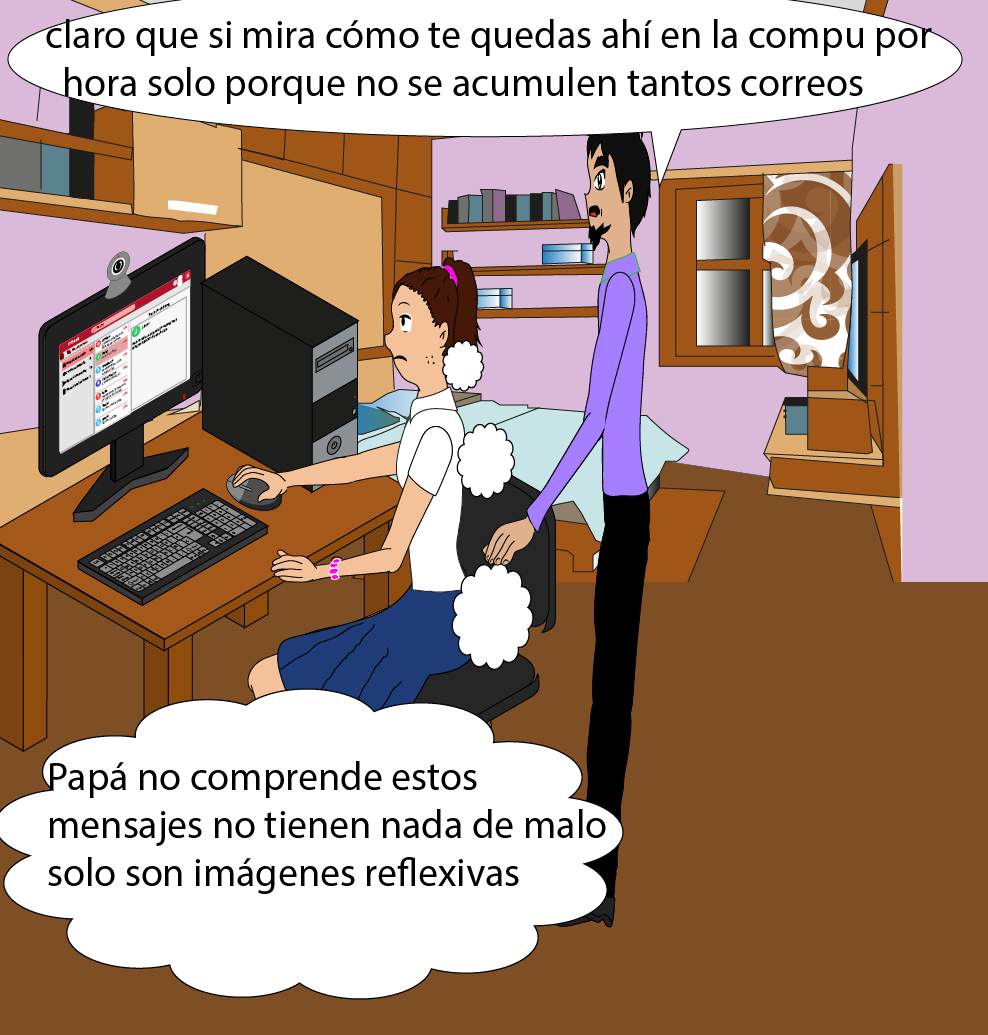 claro que si mira cómo te quedas ahí en la compu por
hora solo porque no se acumulen tantos correos
Papá no comprende estos
mensajes no tienen nada de malo
solo son imágenes reflexivas